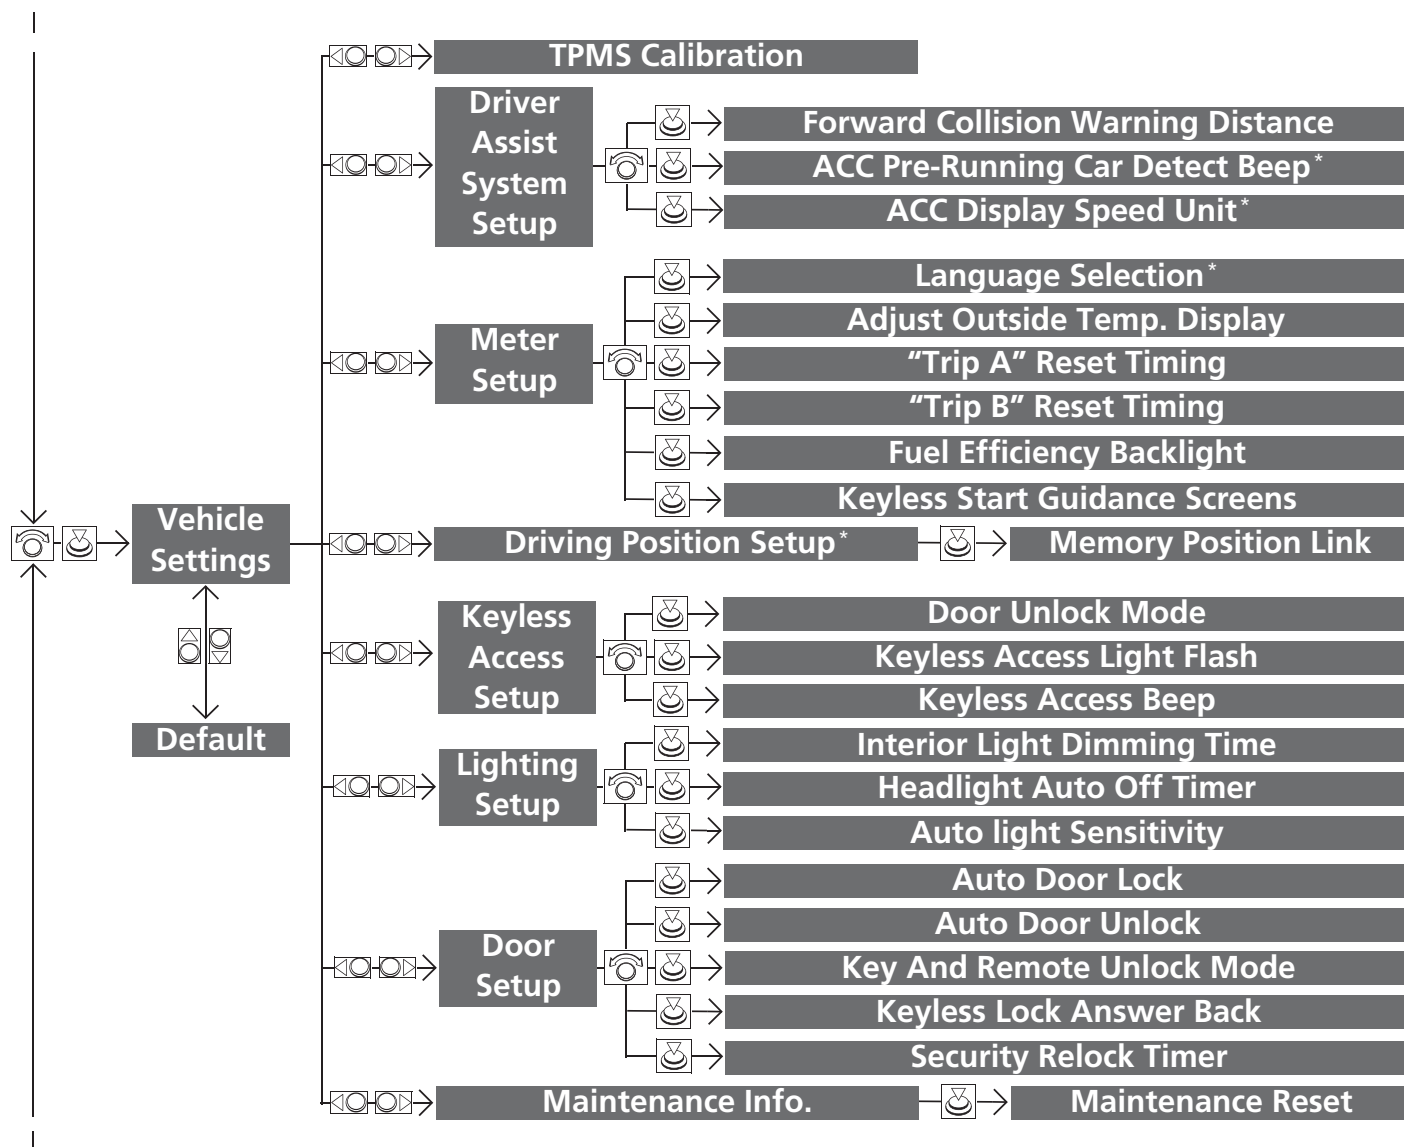 TPMS Calibration
Driver
Assist
System
Setup
Forward Collision Warning Distance
ACC Pre-Running Car Detect Beep*
ACC Display Speed Unit*
Meter
Setup
Language Selection*
Adjust Outside Temp. Display
“Trip A” Reset Timing
“Trip B” Reset Timing
Fuel Efficiency Backlight
Keyless Start Guidance Screens
Vehicle
Settings
Default
Driving Position Setup*
Memory Position Link
Keyless
Access
Setup
Door Unlock Mode
Keyless Access Light Flash
Keyless Access Beep
Lighting
Setup
Interior Light Dimming Time
Headlight Auto Off Timer
Auto light Sensitivity
Door
Setup
Auto Door Lock
Auto Door Unlock
Key And Remote Unlock Mode
Keyless Lock Answer Back
Security Relock Timer
Maintenance Info.
Maintenance Reset